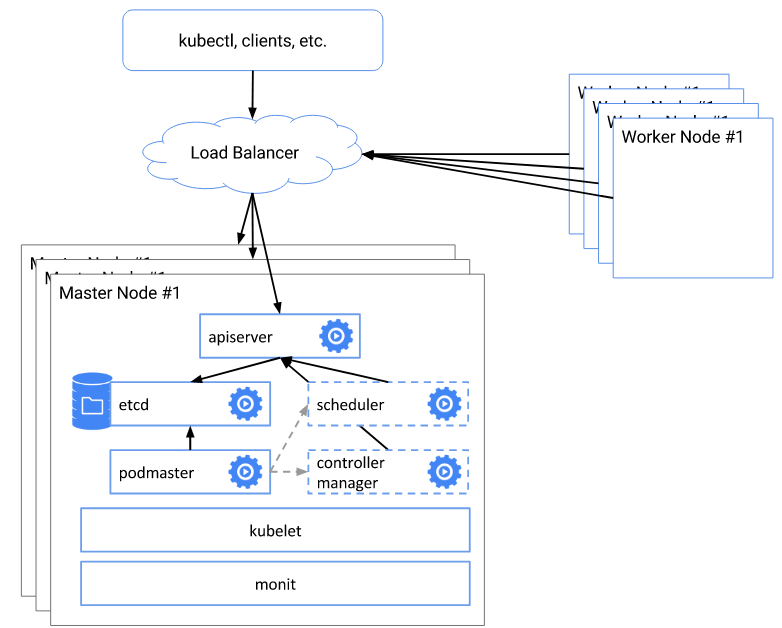 kubectl, clients, etc.
Load Balancer
Worker Node #1
Master Node #1
apiserver
etcd
scheduler
podmaster
controller
manager
kubelet
monit